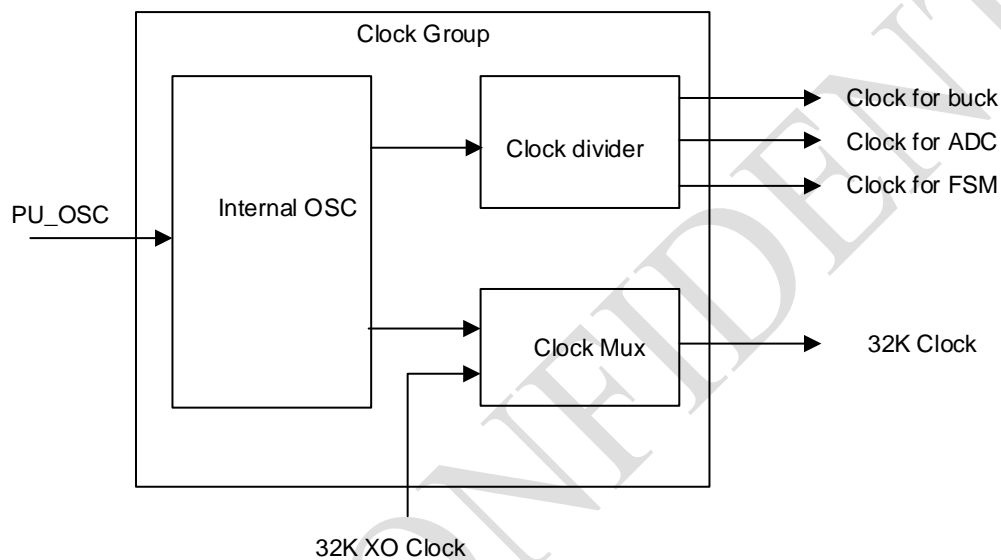 Clock Group
Clock for buck
Clock divider
Clock for ADC
Clock for FSM
Internal OSC
PU_OSC
Clock Mux
32K Clock
32K XO Clock